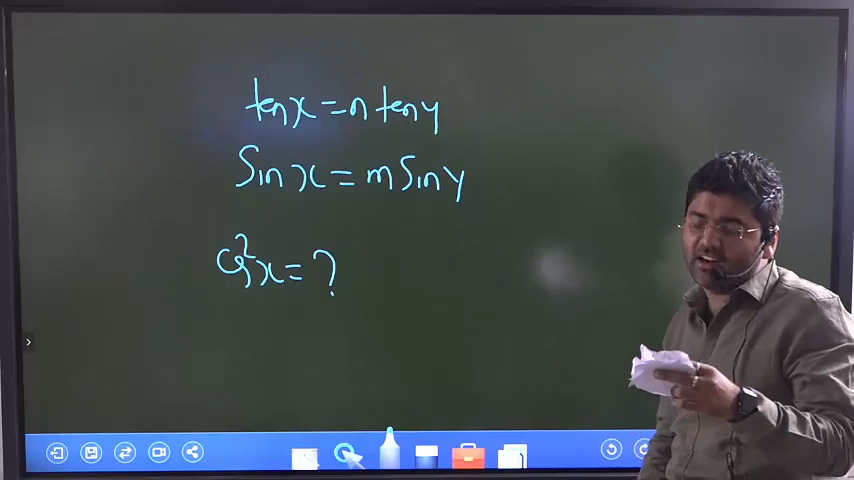 tan x = n tan y
Sin x = m Sin y
cos²x = ?